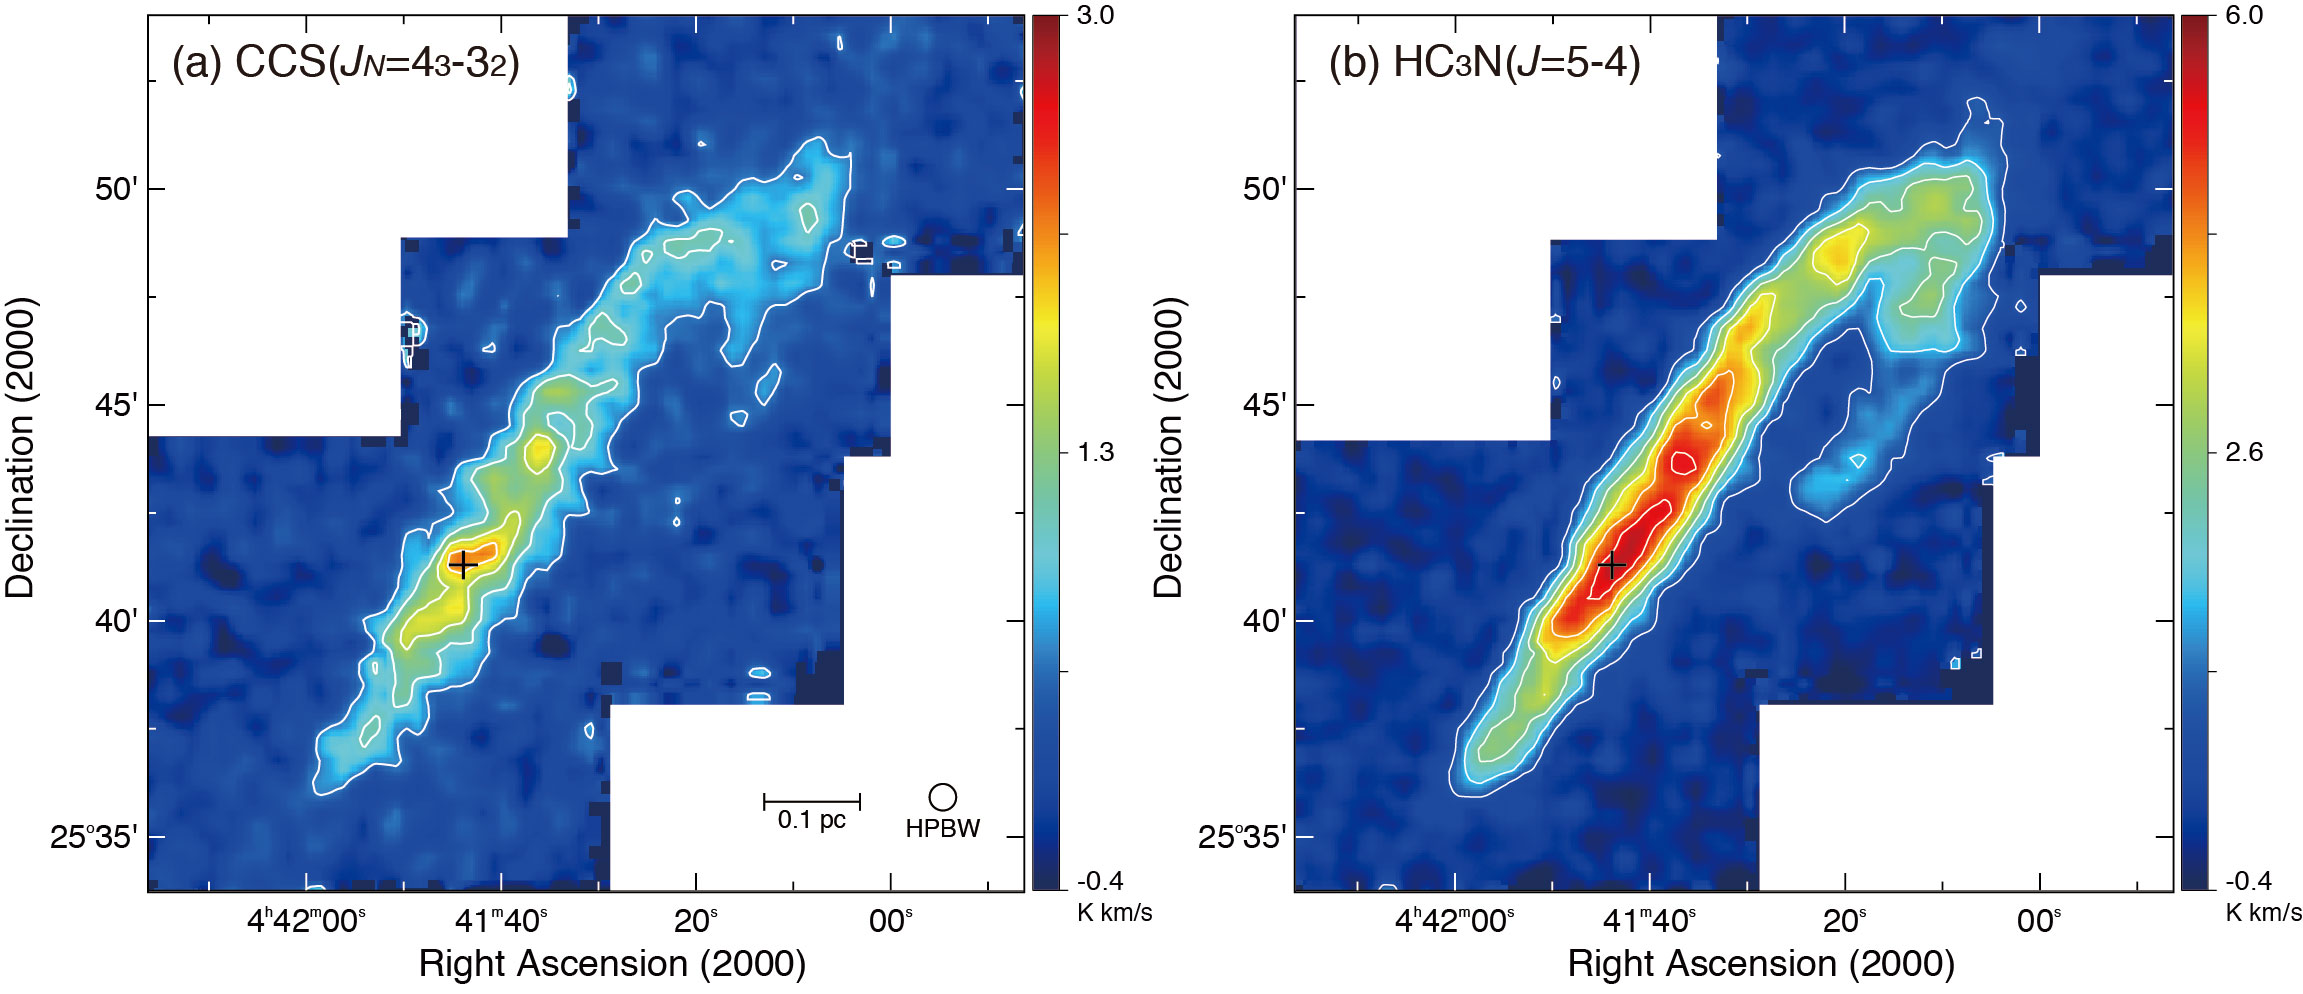 (a) CCS(JN=43-32)
3.0
1.3
-0.4
K km/s
50'
45'
40'
25°35'
Declination (2000)
0.1 pc
HPBW
4h42m00s
41m40s
20s
00s
Right Ascension (2000)
(b) HC3N(J=5-4)
6.0
2.6
-0.4
K km/s
50'
45'
40'
25°35'
Declination (2000)
4h42m00s
41m40s
20s
00s
Right Ascension (2000)